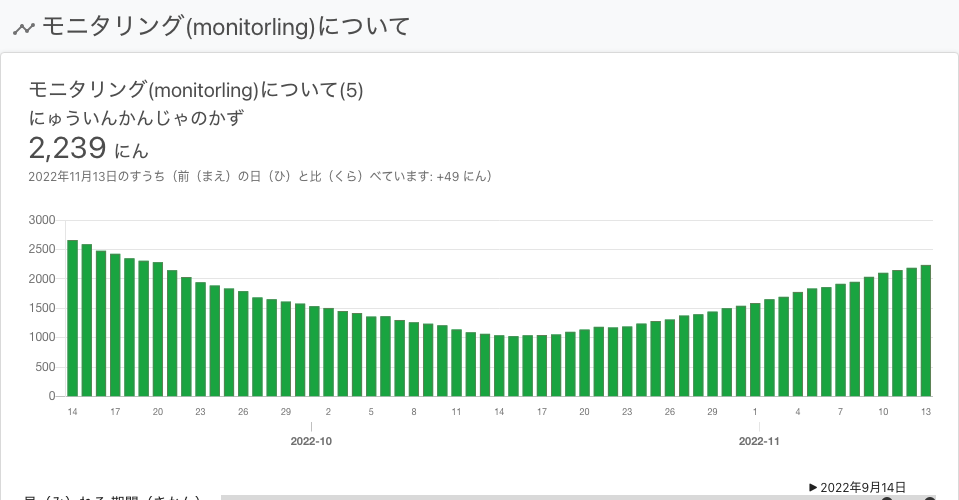 モニタリング(monitorling)について
モニタリング(monitorling)について(5)
にゅういんかんじゃのかず
2,239 にん
2022年11月13日のすうち（前（まえ）の日（ひ）と比（くら）べています: +49 にん）
3000
2500
2000
1500
1000
500
0
14 17 20 23 26 29 2 5 8 11 14 17 20 23 26 29 1 4 7 10 13
2022-10 2022-11
2022年9月14日